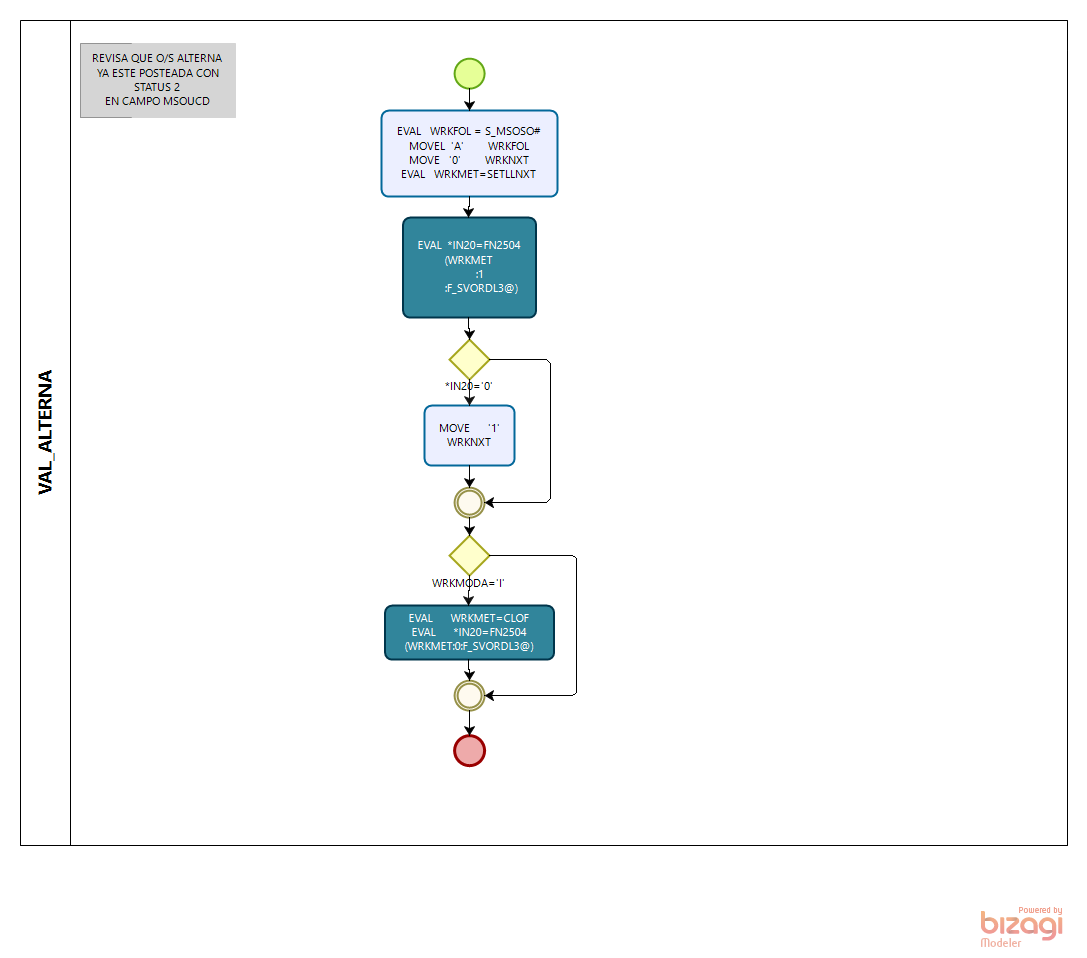 VAL_ALTERNA
REVISA QUE O/S ALTERNA
YA ESTE POSTEADA CON
STATUS 2
EN CAMPO MSOUCD
EVAL WRKFOL = S_MSOSO#
MOVEL 'A' WRKFOL
MOVE '0' WRKNXT
EVAL WRKMET=SETLLNXT
EVAL *IN20=FN2504
(WRKMET
:1
:F_SVORDL3@)
*IN20='0'
MOVE '1'
WRKNXT
WRKMODA='I'
EVAL WRKMET=CLOF
EVAL *IN20=FN2504
(WRKMET:0:F_SVORDL3@)
Powered by
bizagi
Modeler